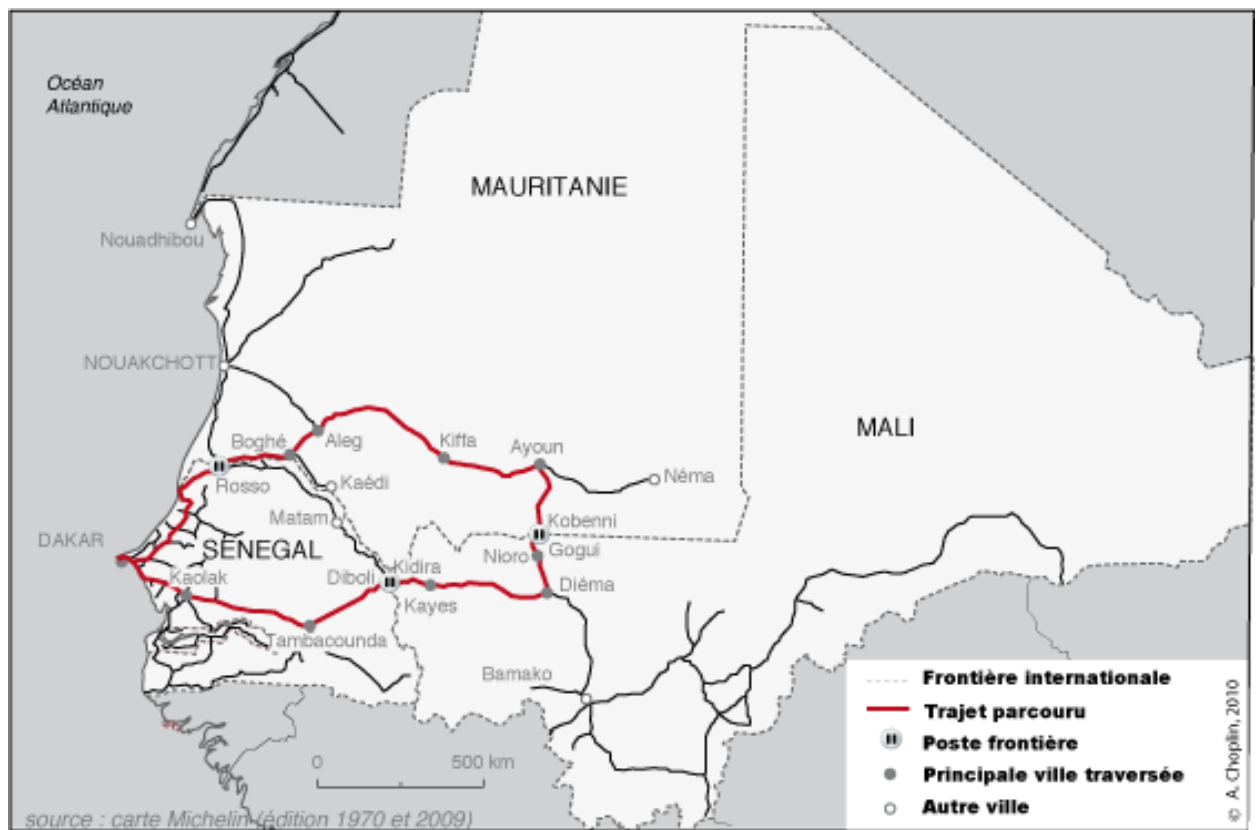 Océan
Atlantique
MAURITANIE
Nouadhibou
NOUAKCHOTT
MALI
Boghé
Aleg
Kiffa
Ayoun
Néma
Rosso
Kaédi
Matam
Kobenni
DAKAR
SENEGAL
Nioro
Gogui
Kaolak
Diboli
Kidira
Diéma
Kayes
Tambacounda
Bamako
0 500 km
Frontière internationale
Trajet parcouru
Poste frontière
Principale ville traversée
Autre ville
© A. Choplin, 2010
source : carte Michelin (édition 1970 et 2009)